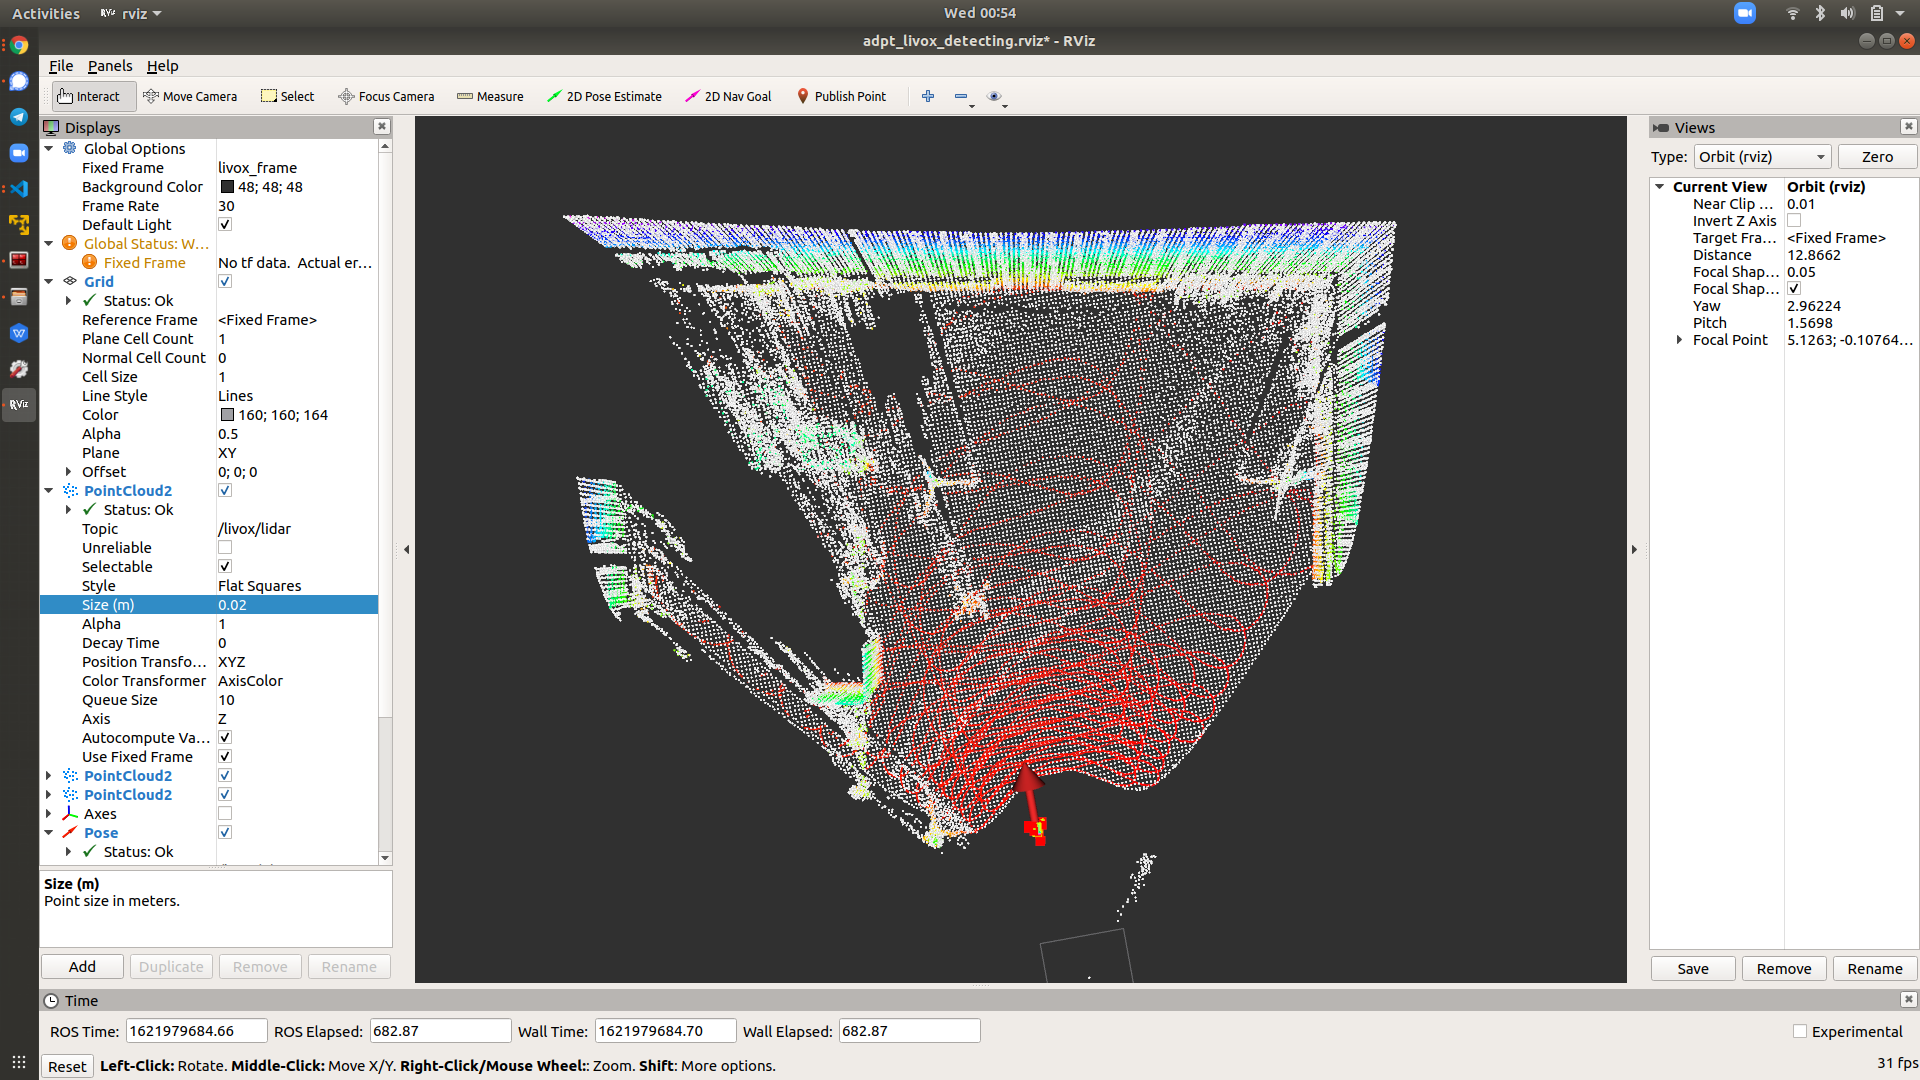 Activities RViz rviz Wed 00:54
adpt_livox_detecting.rviz* - RViz
File Panels Help
Interact Move Camera Select Focus Camera Measure 2D Pose Estimate 2D Nav Goal Publish Point
Displays
Global Options
Fixed Frame livox_frame
Background Color 48; 48; 48
Frame Rate 30
Default Light
Global Status: W...
Fixed Frame No tf data. Actual er...
Grid
Status: Ok
Reference Frame <Fixed Frame>
Plane Cell Count 1
Normal Cell Count 0
Cell Size 1
Line Style Lines
Color 160; 160; 164
Alpha 0.5
Plane XY
Offset 0; 0; 0
PointCloud2
Status: Ok
Topic /livox/lidar
Unreliable
Selectable
Style Flat Squares
Size (m) 0.02
Alpha 1
Decay Time 0
Position Transfo... XYZ
Color Transformer AxisColor
Queue Size 10
Axis Z
Autocompute Va...
Use Fixed Frame
PointCloud2
PointCloud2
Axes
Pose
Status: Ok
Size (m)
Point size in meters.
Add Duplicate Remove Rename
Views
Type: Orbit (rviz) Zero
Current View Orbit (rviz)
Near Clip ... 0.01
Invert Z Axis
Target Fra... <Fixed Frame>
Distance 12.8662
Focal Shap... 0.05
Focal Shap...
Yaw 2.96224
Pitch 1.5698
Focal Point 5.1263; -0.10764...
Save Remove Rename
Time
ROS Time: 1621979684.66 ROS Elapsed: 682.87 Wall Time: 1621979684.70 Wall Elapsed: 682.87 Experimental
Reset Left-Click: Rotate. Middle-Click: Move X/Y. Right-Click/Mouse Wheel:: Zoom. Shift: More options. 31 fps
RViz